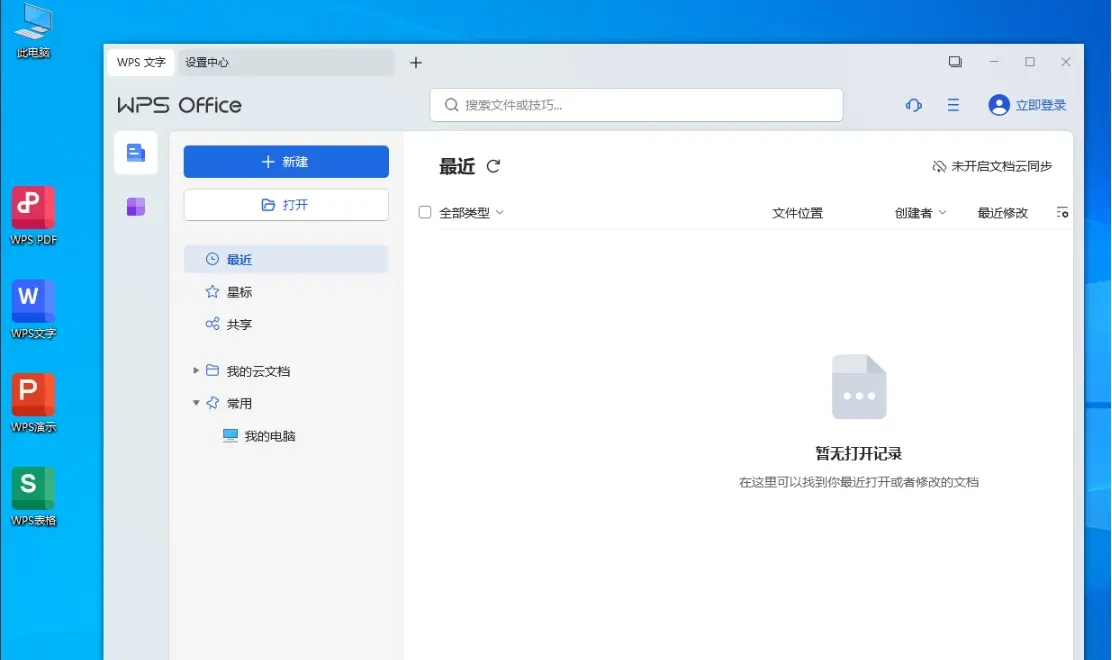 此电脑
WPS PDF
WPS文字
WPS演示
WPS表格
WPS 文字
设置中心
WPS Office
搜索文件或技巧...
立即登录
新建
打开
最近
星标
共享
我的云文档
常用
我的电脑
最近
未开启文档云同步
全部类型
文件位置
创建者
最近修改
暂无打开记录
在这里可以找到你最近打开或者修改的文档